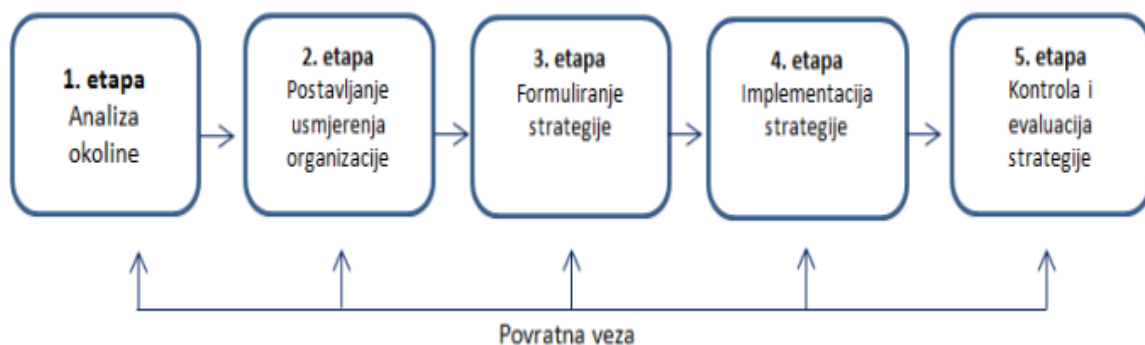 1. etapa
Analiza
okoline
2. etapa
Postavljanje
usmjerenja
organizacije
3. etapa
Formuliranje
strategije
4. etapa
Implementacija
strategije
5. etapa
Kontrola i
evaluacija
strategije
Povratna veza